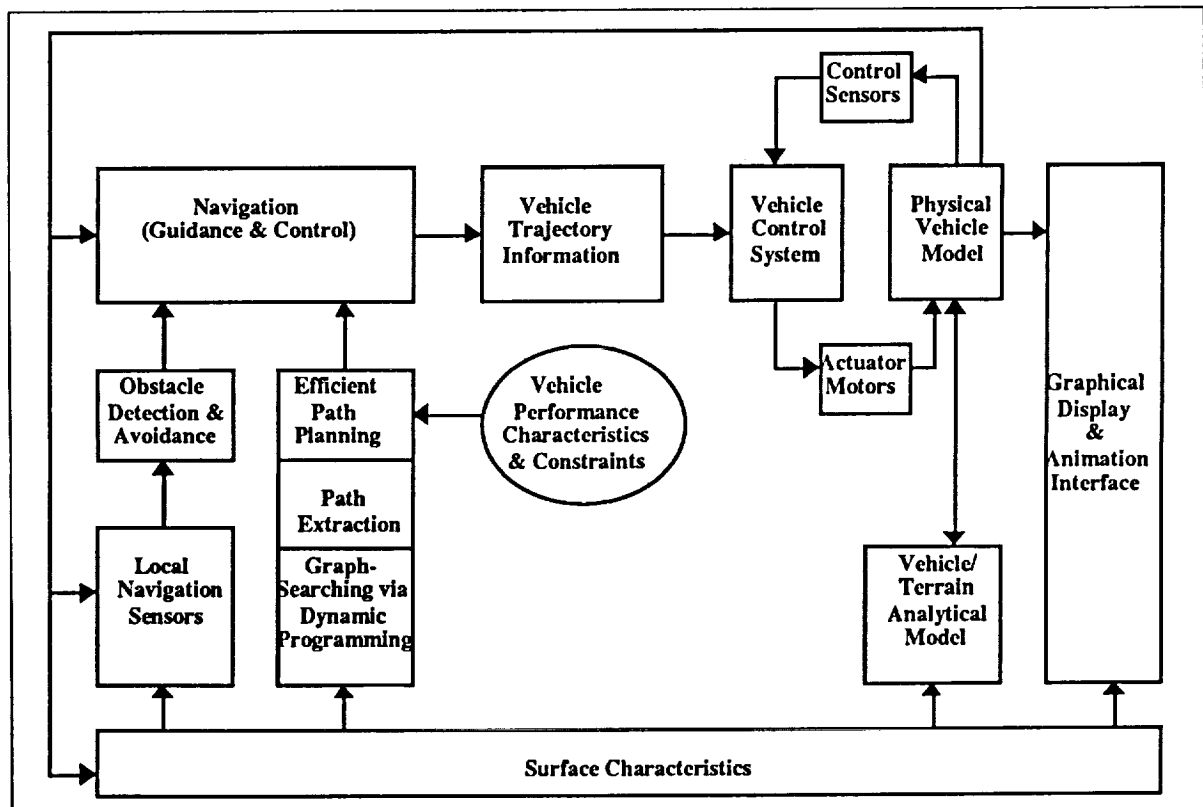 Control
Sensors
Navigation
(Guidance & Control)
Vehicle
Trajectory
Information
Vehicle
Control
System
Physical
Vehicle
Model
Actuator
Motors
Graphical
Display
&
Animation
Interface
Obstacle
Detection &
Avoidance
Efficient
Path
Planning
Vehicle
Performance
Characteristics
& Constraints
Path
Extraction
Local
Navigation
Sensors
Graph-
Searching via
Dynamic
Programming
Vehicle/
Terrain
Analytical
Model
Surface Characteristics